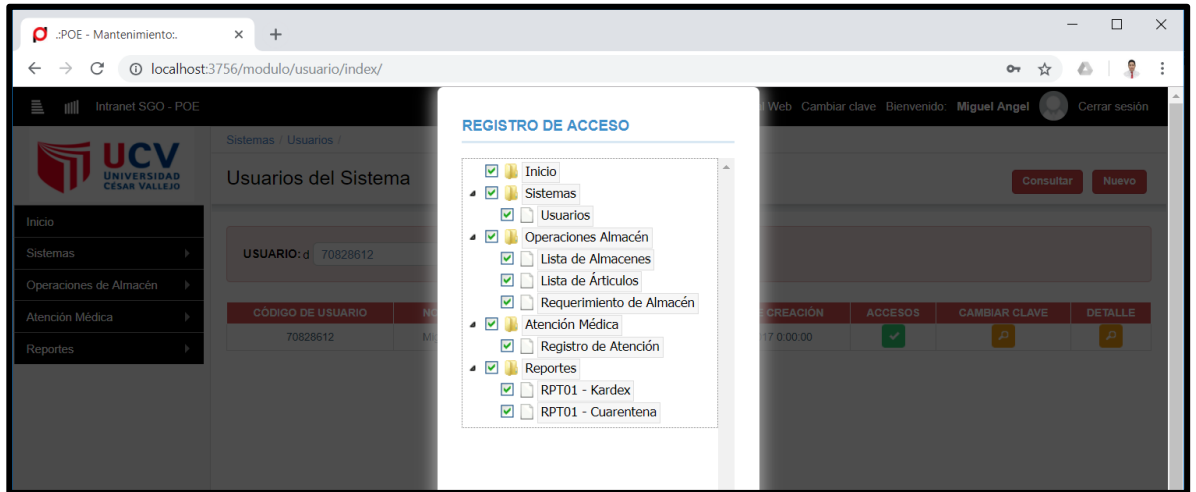 .:POE - Mantenimiento:.
localhost:3756/modulo/usuario/index/
Intranet SGO - POE
Web Cambiar clave Bienvenido: Miguel Angel Cerrar sesión
UCV
UNIVERSIDAD
CÉSAR VALLEJO
Inicio
Sistemas
Operaciones de Almacén
Atención Médica
Reportes
Sistemas / Usuarios /
Usuarios del Sistema
Consultar Nuevo
USUARIO: d 70828612
CÓDIGO DE USUARIO NO CREACIÓN ACCESOS CAMBIAR CLAVE DETALLE
70828612 17 0:00:00
REGISTRO DE ACCESO
Inicio
Sistemas
Usuarios
Operaciones Almacén
Lista de Almacenes
Lista de Árticulos
Requerimiento de Almacén
Atención Médica
Registro de Atención
Reportes
RPT01 - Kardex
RPT01 - Cuarentena